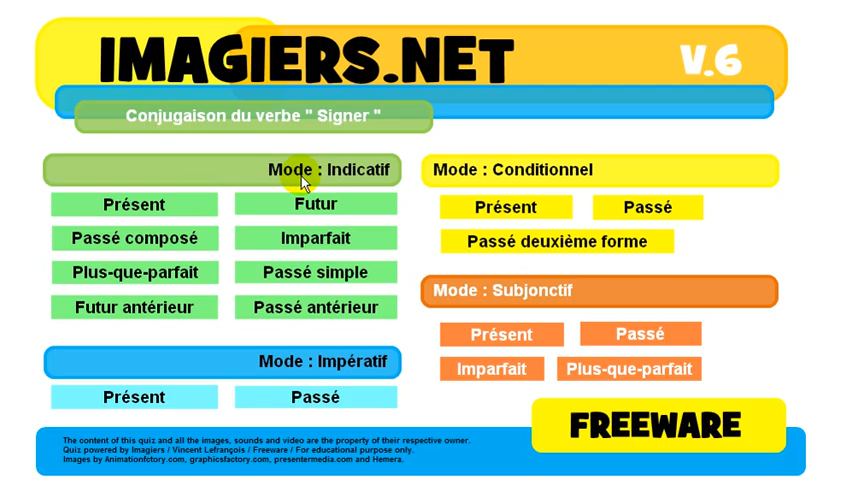 IMAGIERS.NET
V.6
Conjugaison du verbe " Signer "
Mode : Indicatif
Présent
Futur
Passé composé
Imparfait
Plus-que-parfait
Passé simple
Futur antérieur
Passé antérieur
Mode : Impératif
Présent
Passé
Mode : Conditionnel
Présent
Passé
Passé deuxième forme
Mode : Subjonctif
Présent
Passé
Imparfait
Plus-que-parfait
FREEWARE
The content of this quiz and all the images, sounds and video are the property of their respective owner.
Quiz powered by Imagiers / Vincent Lefrançois / Freeware / For educational purpose only.
Images by Animationfctory.com, graphicsfactory.com, presentermedia.com and Hemera.